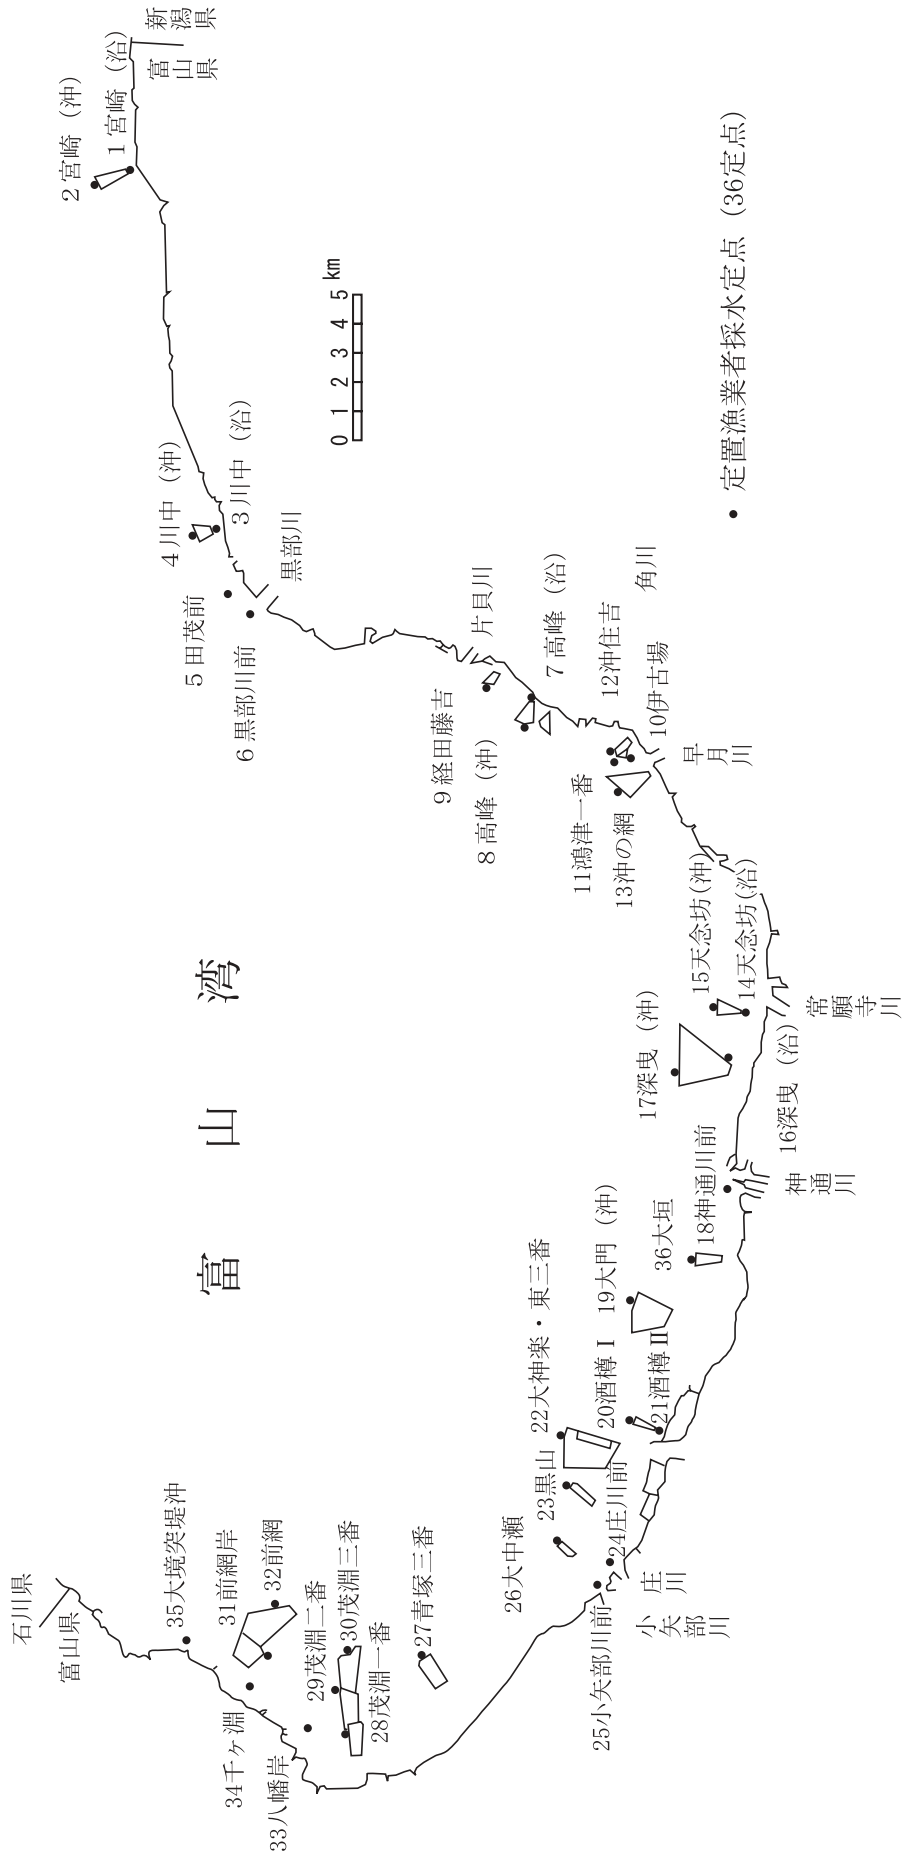 石川県
富山県
35大境突堤沖
31前網岸
32前網
34千ヶ淵
33八幡岸
29茂淵二番
30茂淵三番
28茂淵一番
27青塚三番
富　山　湾
26大中瀬
25小矢部川前
小矢部川
庄川
24庄川前
23黒山
22大神楽・東三番
20酒樽Ⅰ
21酒樽Ⅱ
19大門（沖）
36大垣
18神通川前
神通川
17深曳（沖）
16深曳（沿）
常願寺川
15天念坊(沖)
14天念坊(沿)
13沖の網
11鴻津一番
早月川
10伊古場
12沖住吉
角川
8高峰（沖）
7高峰（沿）
9経田藤吉
片貝川
6黒部川前
5田茂前
黒部川
4川中（沖）
3川中（沿）
2宮崎（沖）
1宮崎（沿）
富山県
新潟県
0 1 2 3 4 5 km
● 定置漁業者採水定点（36定点）